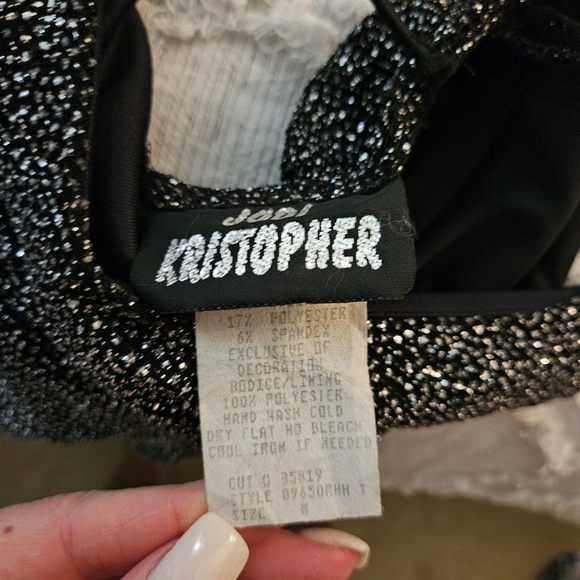 JODI
KRISTOPHER
17% POLYESTER
6% SPANDEX
EXCLUSIVE OF
DECORATION
BODICE/LINING
100% POLYESTER
HAND WASH COLD
DRY FLAT NO BLEACH
COOL IRON IF NEEDED
CUT # 35819
STYLE 09650RHH T
SIZE M